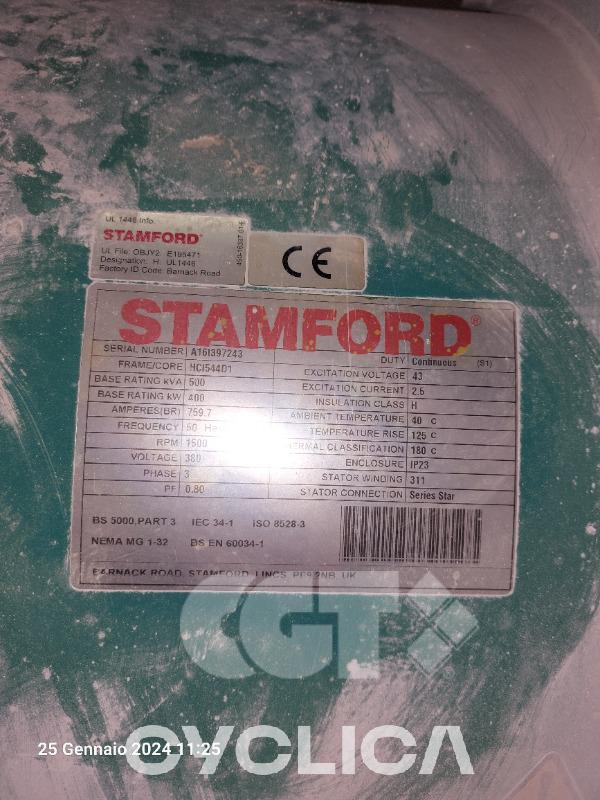 UL 1446 Info.
STAMFORD®
UL File: OBJY2. E195471
Designation: H. UL1446
Factory ID Code: Barnack Road
CE
STAMFORD®
SERIAL NUMBER A16I397243
FRAME/CORE HCI544D1
BASE RATING kVA 500
BASE RATING kW 400
AMPERES(BR) 759.7
FREQUENCY 50
RPM 1500
VOLTAGE 380
PHASE 3
PF 0.80
DUTY Continuous (S1)
EXCITATION VOLTAGE 43
EXCITATION CURRENT 2.5
INSULATION CLASS H
AMBIENT TEMPERATURE 40 C
TEMPERATURE RISE 125 C
THERMAL CLASSIFICATION 180 C
ENCLOSURE IP23
STATOR WINDING 311
STATOR CONNECTION Series Star
BS 5000,PART 3 IEC 34-1 ISO 8528-3
NEMA MG 1-32 BS EN 60034-1
BARNACK ROAD, STAMFORD, LINCS, PE9 2NB, UK
CGT
25 Gennaio 2024 11:25
CYCLICA